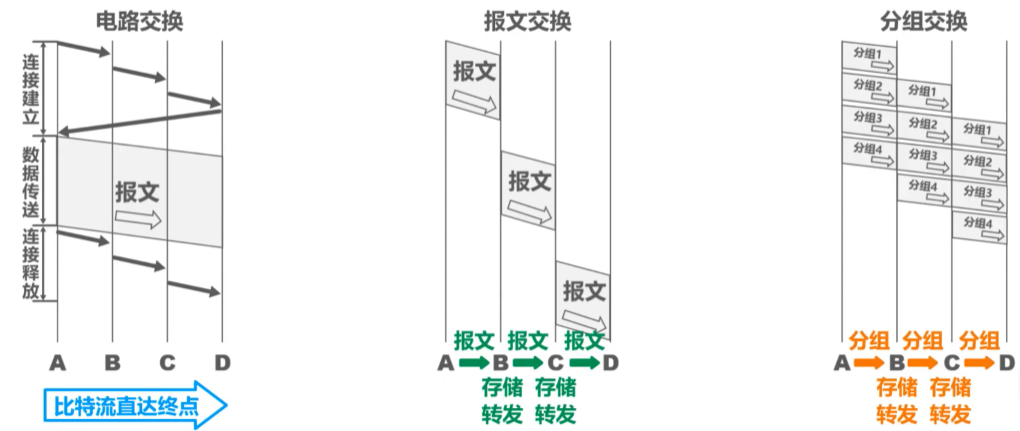 电路交换
连接建立
数据传送
连接释放
报文
A B C D
比特流直达终点
报文交换
报文
报文
报文
报文 报文 报文
A B C D
存储 存储
转发 转发
分组交换
分组1
分组2 分组1
分组3 分组2 分组1
分组4 分组3 分组2
分组4 分组3
分组4
分组 分组 分组
A B C D
存储 存储
转发 转发